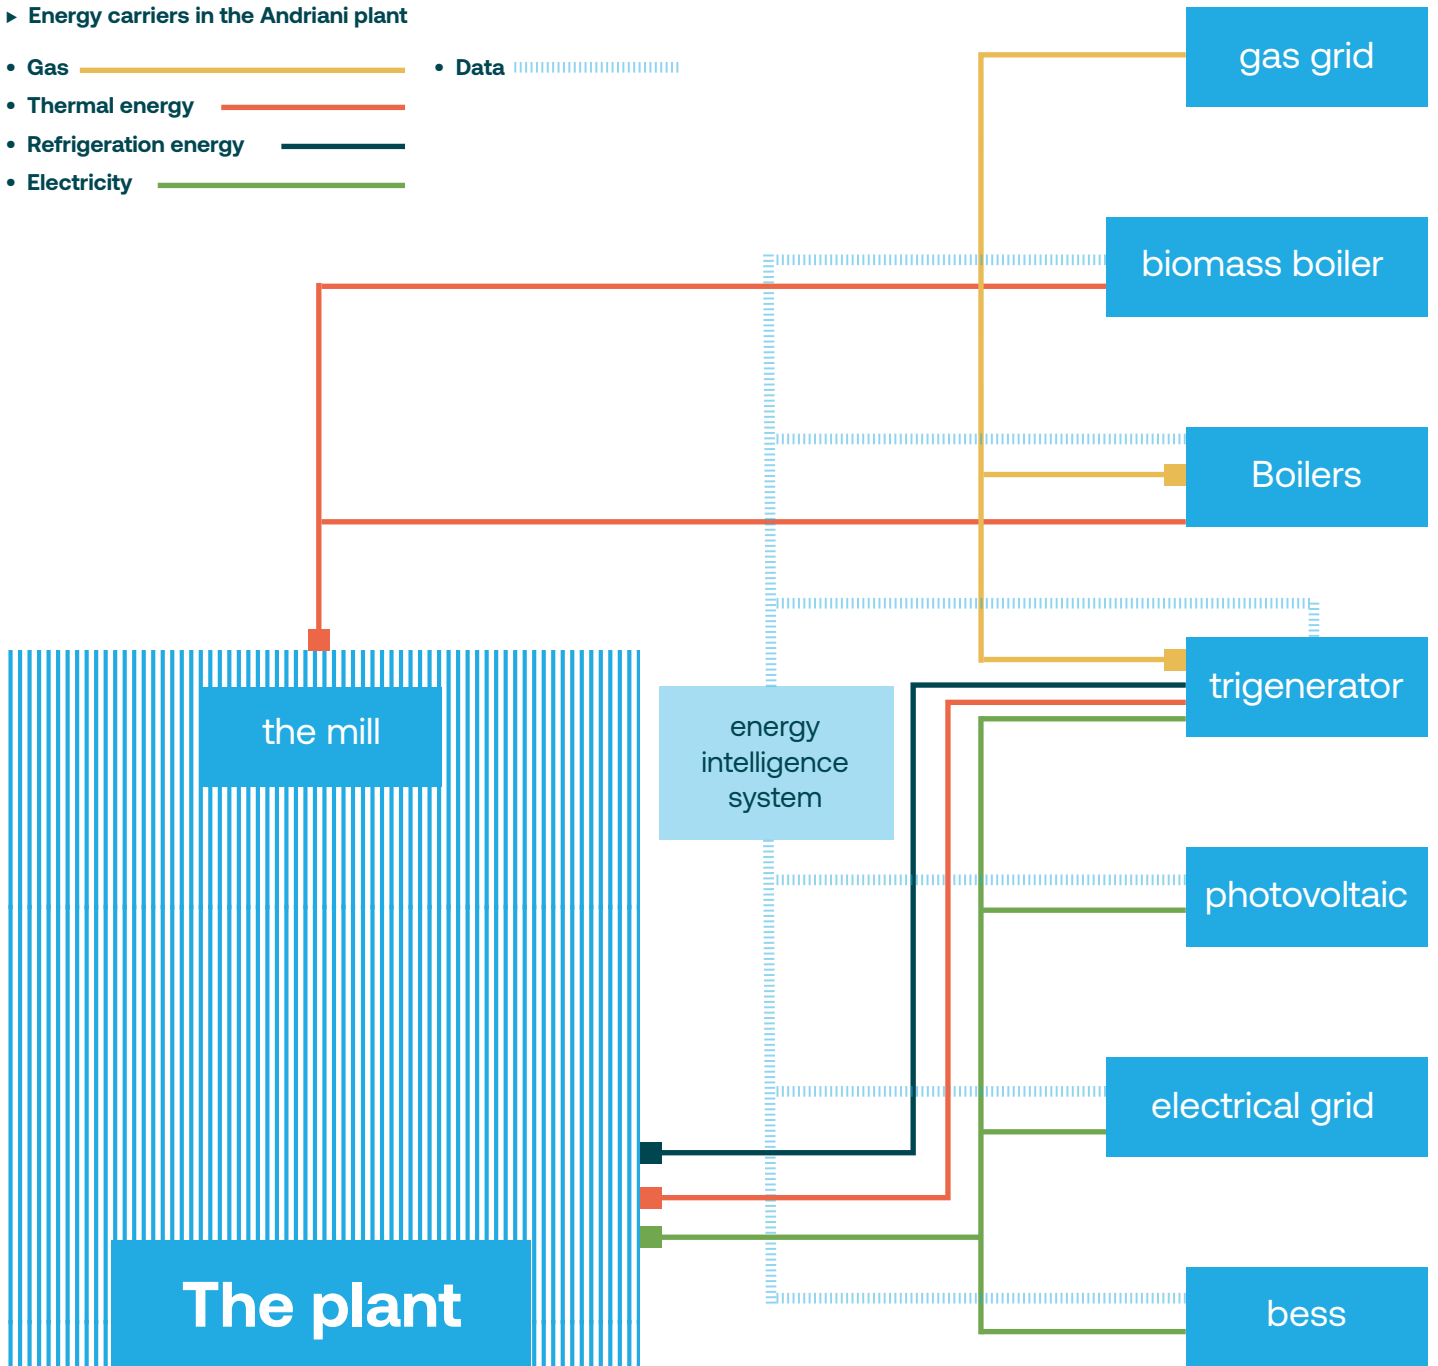 Energy carriers in the Andriani plant
Gas
Data
Thermal energy
Refrigeration energy
Electricity
gas grid
biomass boiler
Boilers
trigenerator
the mill
energy
intelligence
system
photovoltaic
electrical grid
The plant
bess